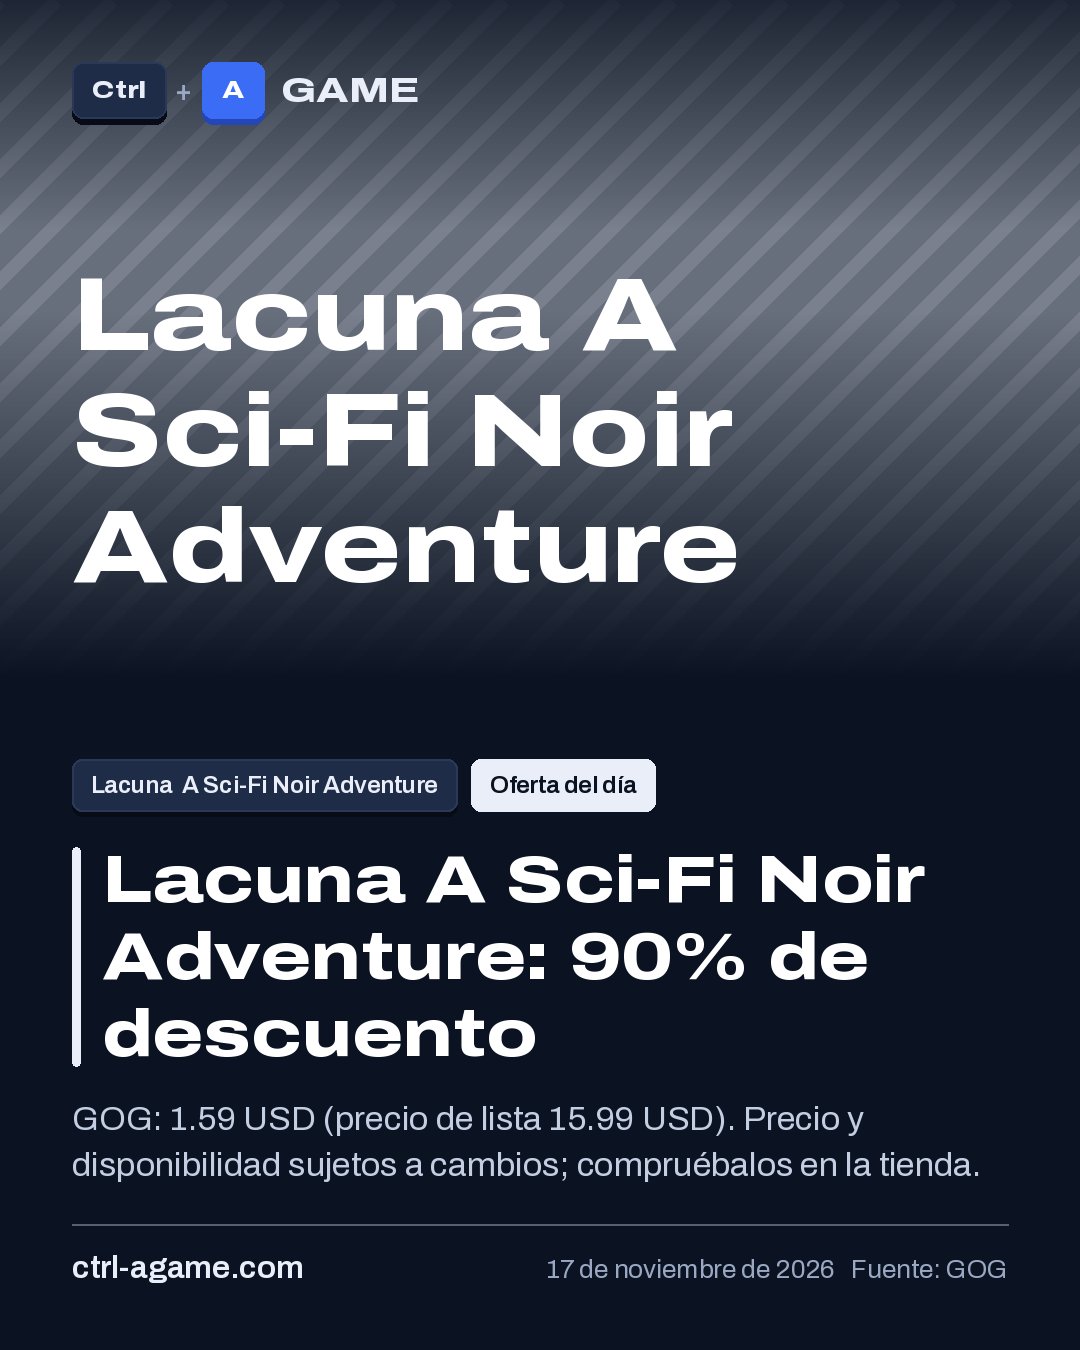 Ctrl + A GAME
Lacuna A
Sci-Fi Noir
Adventure
Lacuna A Sci-Fi Noir Adventure Oferta del día
Lacuna A Sci-Fi Noir
Adventure: 90% de
descuento
GOG: 1.59 USD (precio de lista 15.99 USD). Precio y
disponibilidad sujetos a cambios; compruébalos en la tienda.
ctrl-agame.com 17 de noviembre de 2026 Fuente: GOG